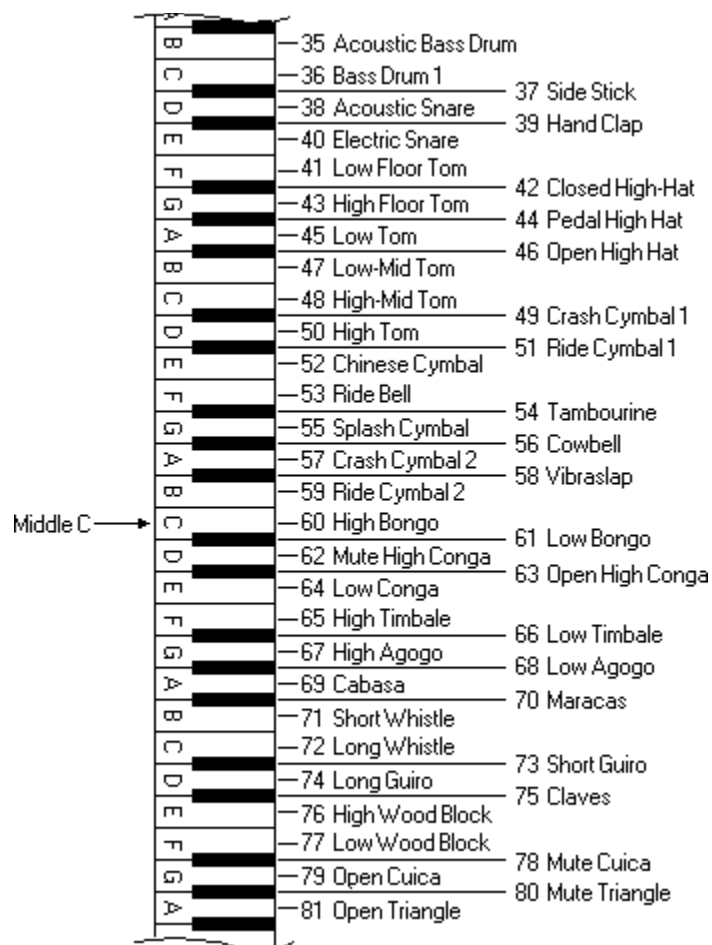 A
B 35 Acoustic Bass Drum
C 36 Bass Drum 1
37 Side Stick
D 38 Acoustic Snare
39 Hand Clap
E 40 Electric Snare
F 41 Low Floor Tom
42 Closed High-Hat
G 43 High Floor Tom
44 Pedal High Hat
A 45 Low Tom
46 Open High Hat
B 47 Low-Mid Tom
C 48 High-Mid Tom
49 Crash Cymbal 1
D 50 High Tom
51 Ride Cymbal 1
E 52 Chinese Cymbal
F 53 Ride Bell
54 Tambourine
G 55 Splash Cymbal
56 Cowbell
A 57 Crash Cymbal 2
58 Vibraslap
B 59 Ride Cymbal 2
Middle C C 60 High Bongo
61 Low Bongo
D 62 Mute High Conga
63 Open High Conga
E 64 Low Conga
F 65 High Timbale
66 Low Timbale
G 67 High Agogo
68 Low Agogo
A 69 Cabasa
70 Maracas
B 71 Short Whistle
C 72 Long Whistle
73 Short Guiro
D 74 Long Guiro
75 Claves
E 76 High Wood Block
F 77 Low Wood Block
78 Mute Cuica
G 79 Open Cuica
80 Mute Triangle
A 81 Open Triangle